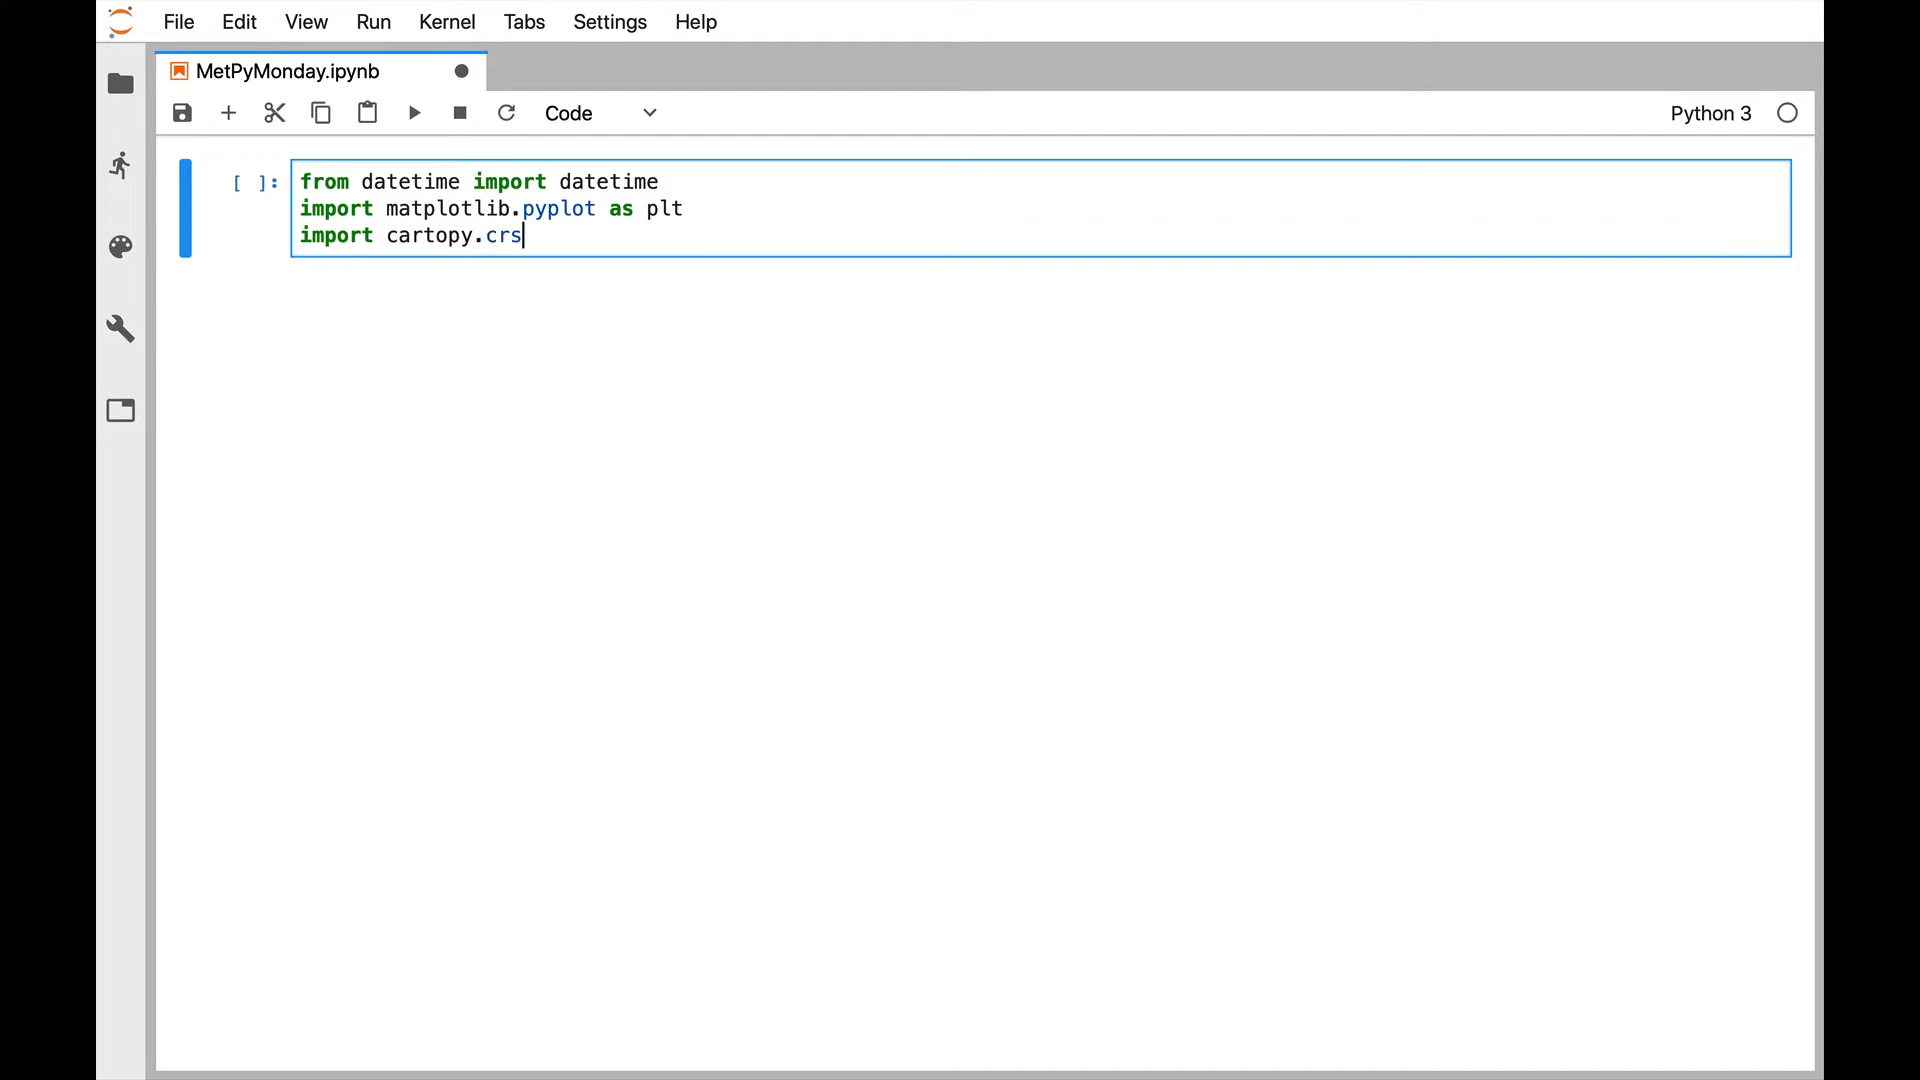 File Edit View Run Kernel Tabs Settings Help
MetPyMonday.ipynb
Code Python 3
[ ]: from datetime import datetime
import matplotlib.pyplot as plt
import cartopy.crs